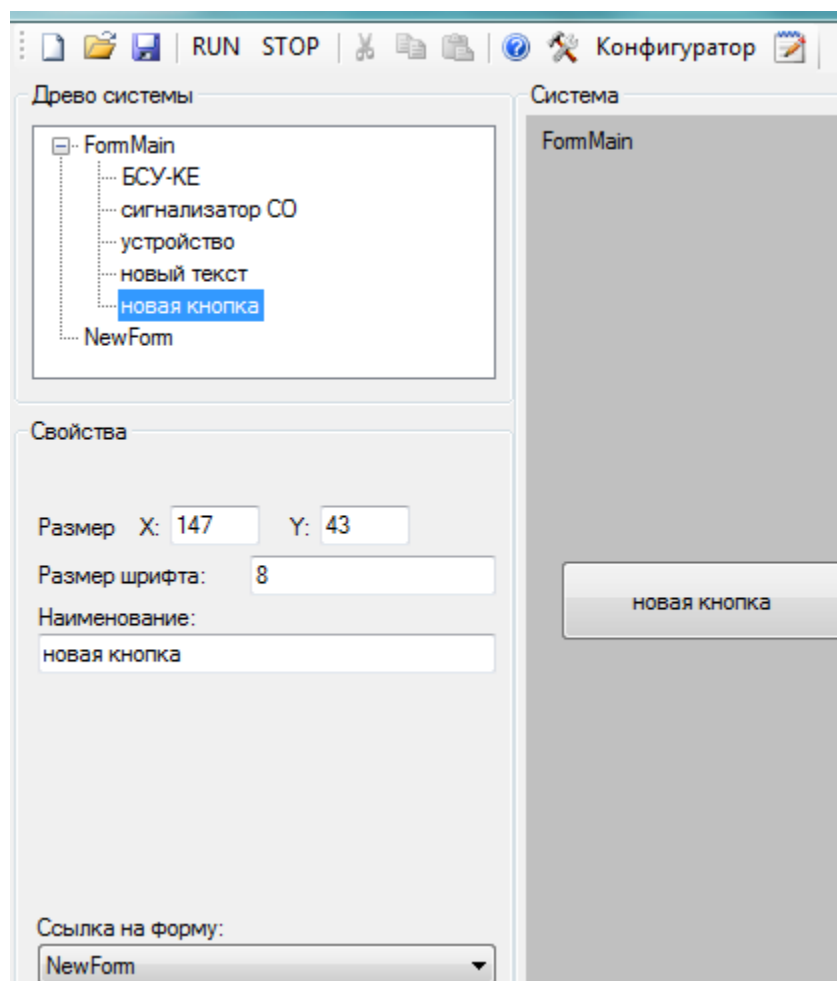 RUN STOP Конфигуратор
Древо системы
FormMain
БСУ-КЕ
сигнализатор СО
устройство
новый текст
новая кнопка
NewForm
Свойства
Размер X: 147 Y: 43
Размер шрифта: 8
Наименование:
новая кнопка
Ссылка на форму:
NewForm
Система
FormMain
новая кнопка